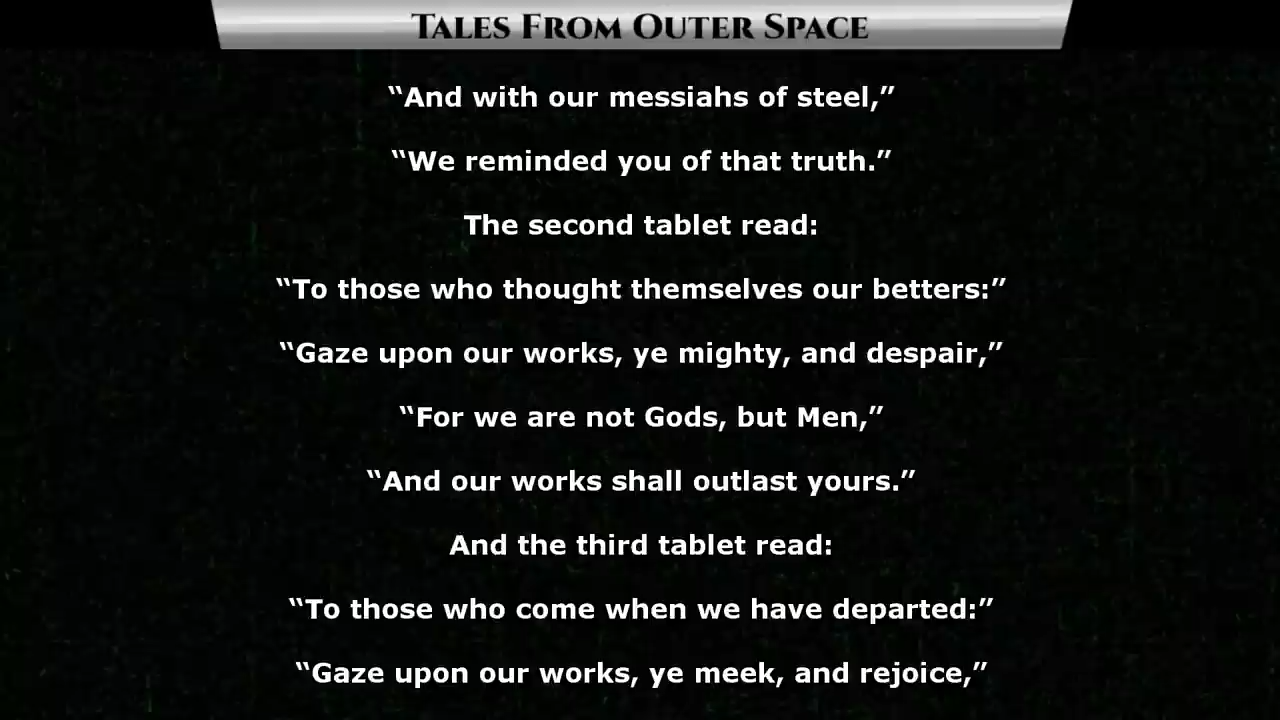 Tales From Outer Space
“And with our messiahs of steel,”
“We reminded you of that truth.”
The second tablet read:
“To those who thought themselves our betters:”
“Gaze upon our works, ye mighty, and despair,”
“For we are not Gods, but Men,”
“And our works shall outlast yours.”
And the third tablet read:
“To those who come when we have departed:”
“Gaze upon our works, ye meek, and rejoice,”